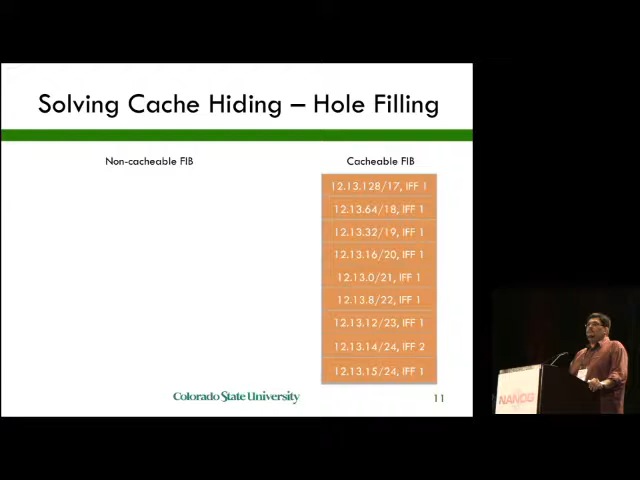 Solving Cache Hiding – Hole Filling
Non-cacheable FIB
Cacheable FIB
12.13.128/17, IFF 1
12.13.64/18, IFF 1
12.13.32/19, IFF 1
12.13.16/20, IFF 1
12.13.0/21, IFF 1
12.13.8/22, IFF 1
12.13.12/23, IFF 1
12.13.14/24, IFF 2
12.13.15/24, IFF 1
Colorado State University
11
NANOG